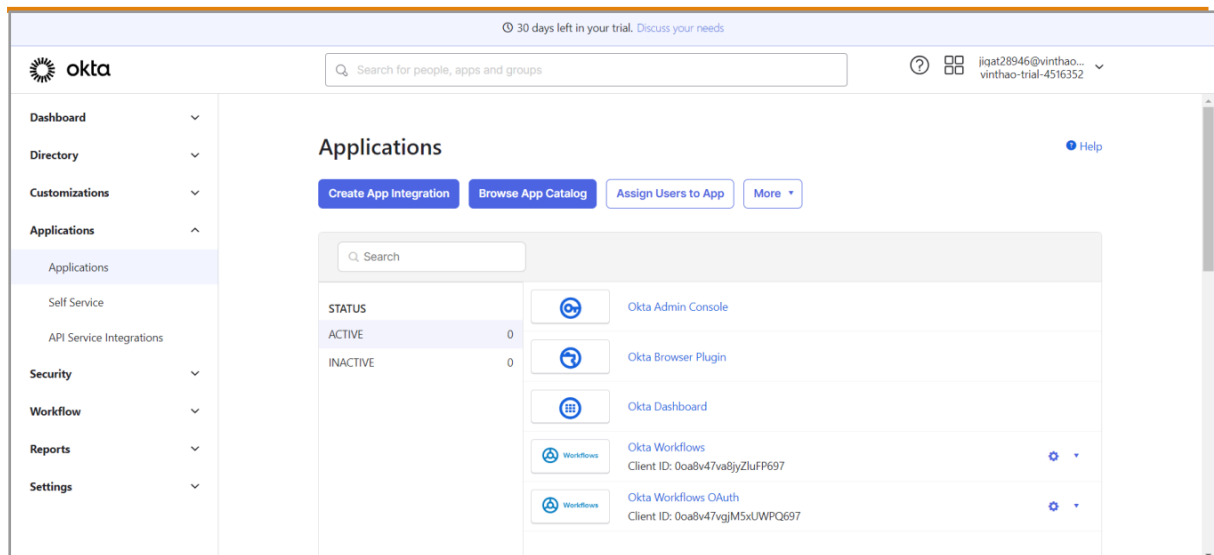 30 days left in your trial. Discuss your needs
okta
Search for people, apps and groups
jiqat28946@vinthao...
vinthao-trial-4516352
Dashboard
Directory
Customizations
Applications
Applications
Self Service
API Service Integrations
Security
Workflow
Reports
Settings
Applications
Help
Create App Integration
Browse App Catalog
Assign Users to App
More
Search
STATUS
ACTIVE 0
INACTIVE 0
Okta Admin Console
Okta Browser Plugin
Okta Dashboard
Workflows
Okta Workflows
Client ID: 0oa8v47va8jyZluFP697
Workflows
Okta Workflows OAuth
Client ID: 0oa8v47vgjM5xUWPQ697